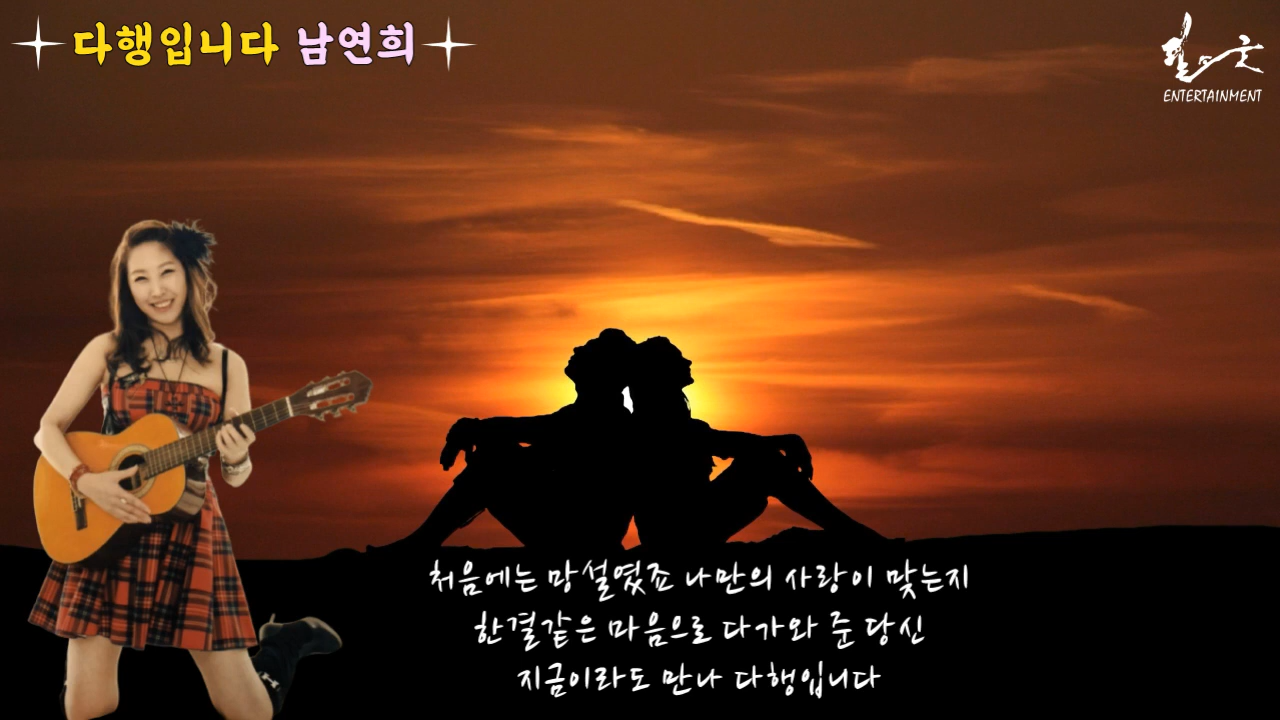 다행입니다 남연희
필굿
ENTERTAINMENT
처음에는 망설였죠 나만의 사랑이 맞는지
한결같은 마음으로 다가와 준 당신
지금이라도 만나 다행입니다